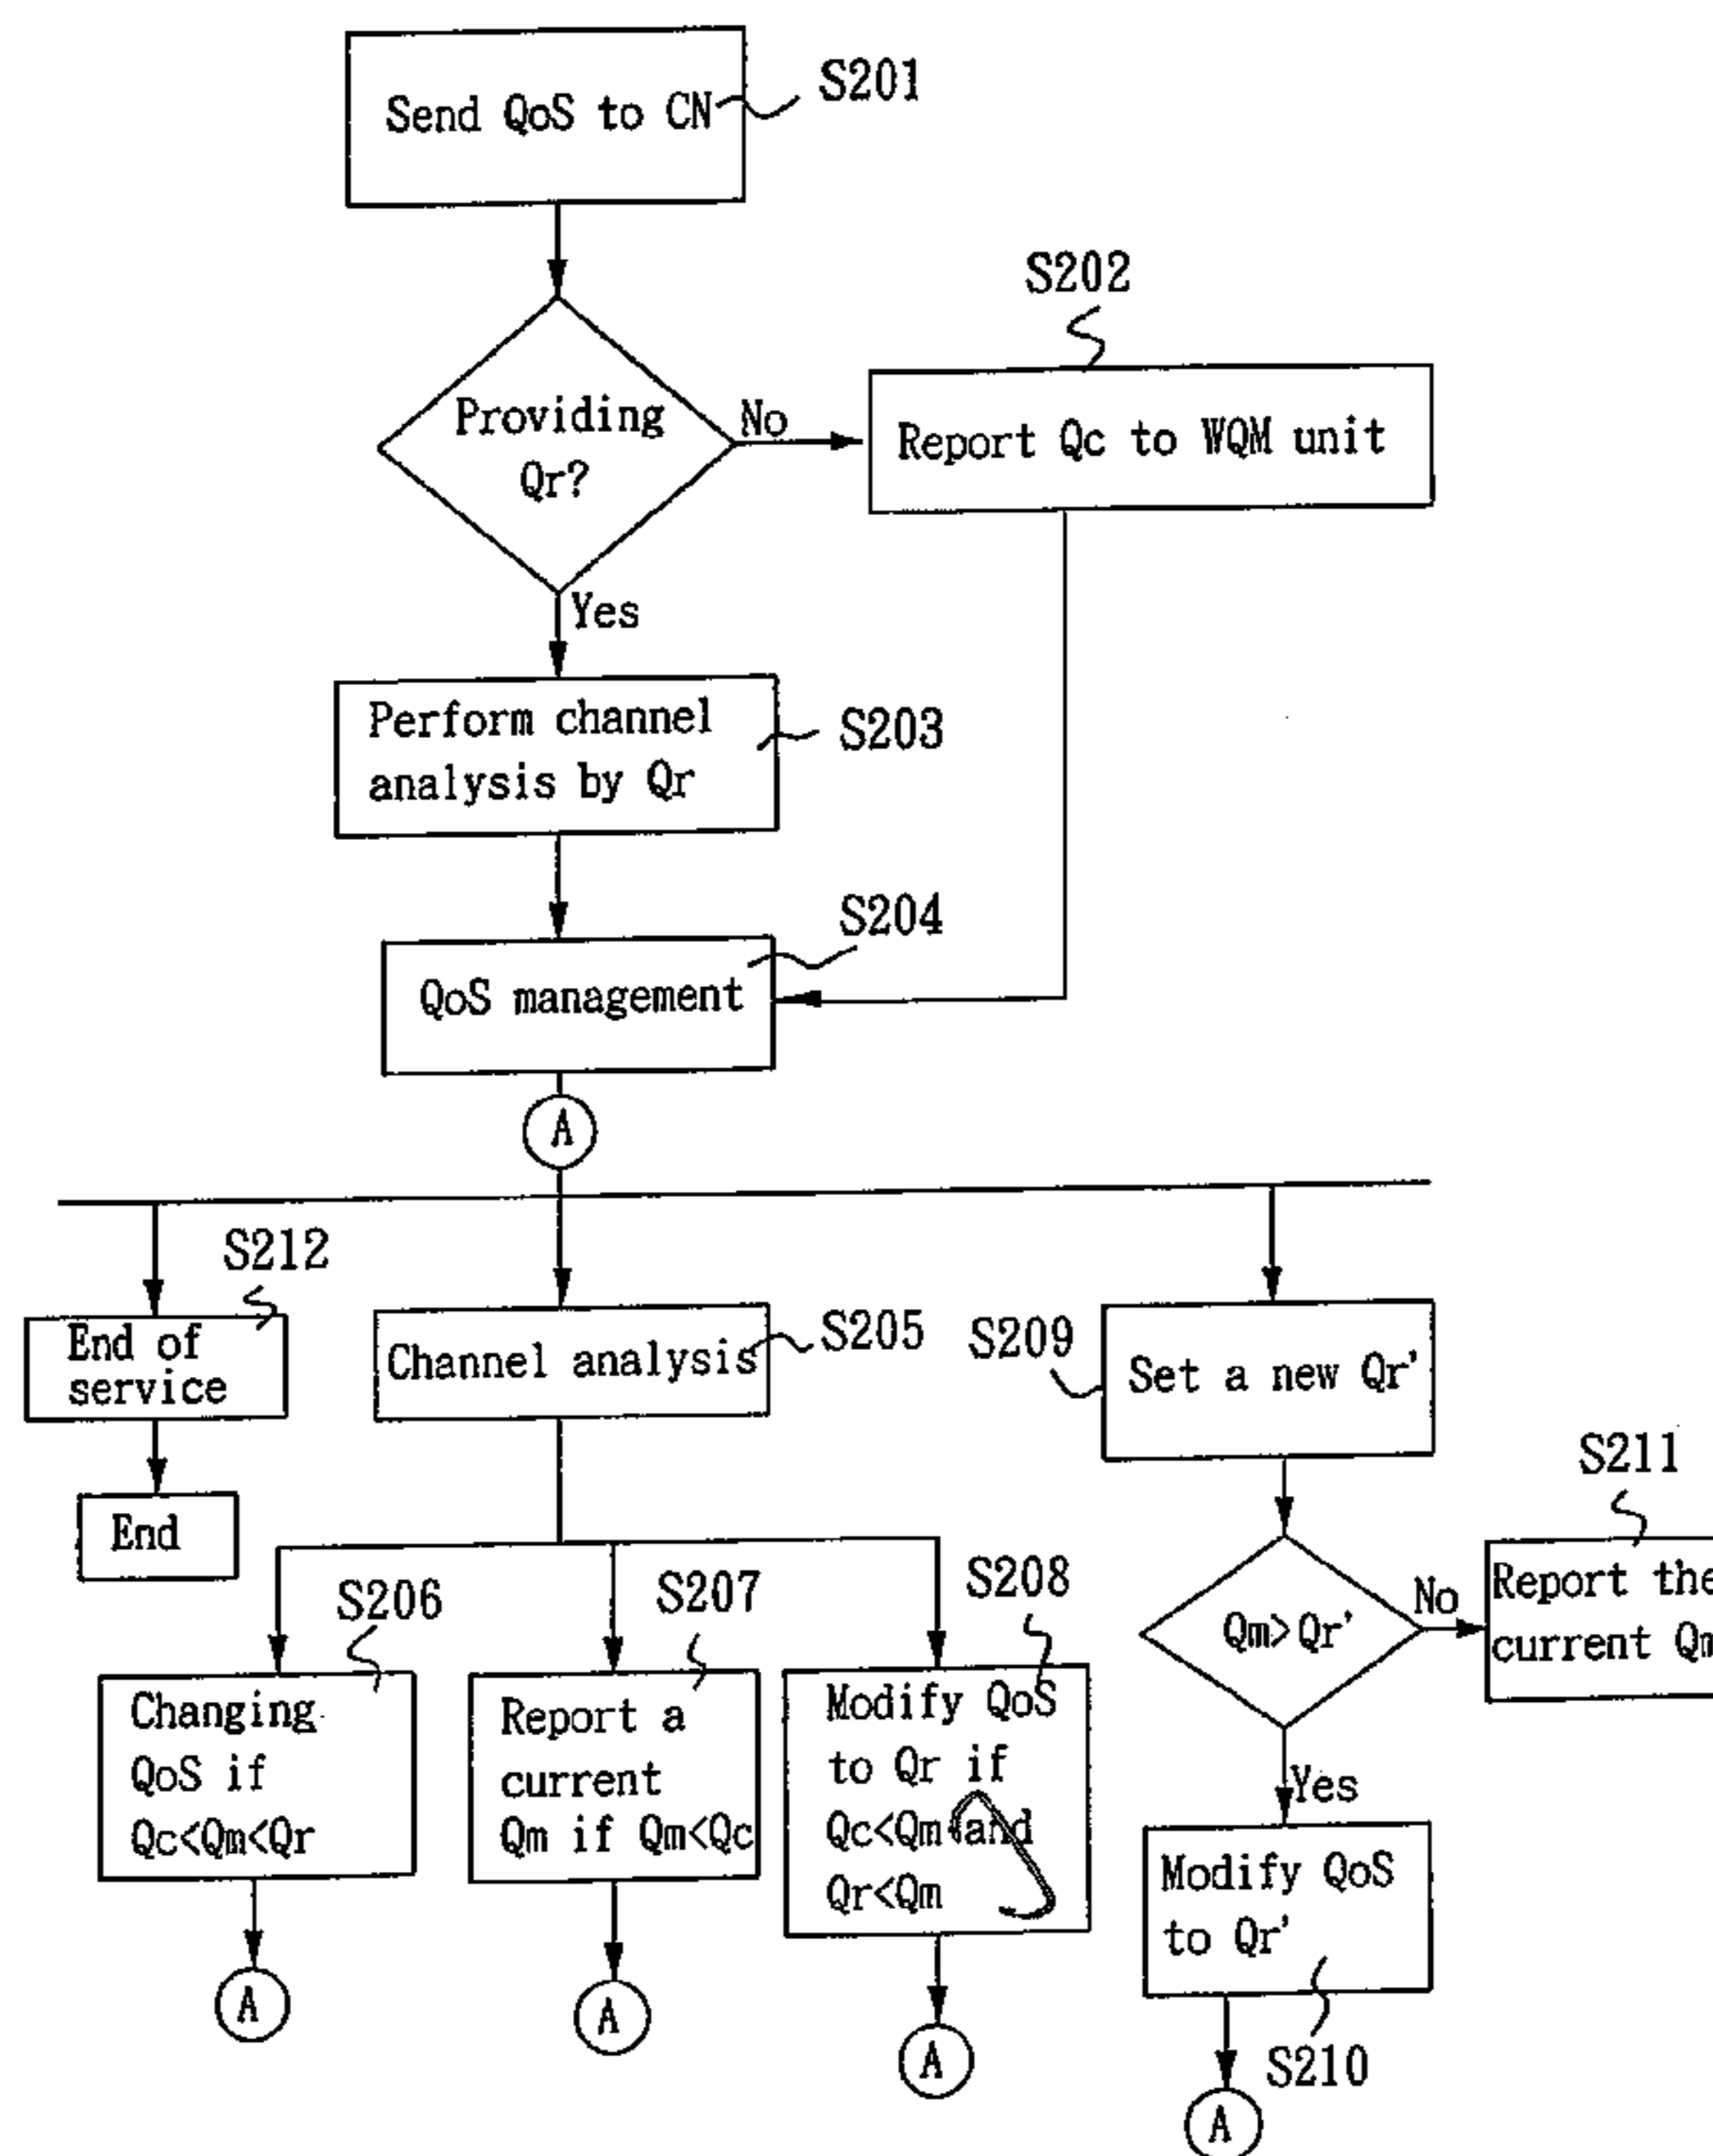 Send QoS to CN
S201
Providing
Qr?
No
S202
Report Qc to WQM unit
Yes
Perform channel
analysis by Qr
S203
S204
QoS management
A
S212
End of
service
End
Channel analysis
S205
S209
Set a new Qr'
S206
Changing
QoS if
Qc<Qm<Qr
A
S207
Report a
current
Qm if Qm<Qc
A
S208
Modify QoS
to Qr if
Qc<Qm and
Qr<Qm
A
Qm>Qr'
No
S211
Report the
current Qm
Yes
Modify QoS
to Qr'
S210
A